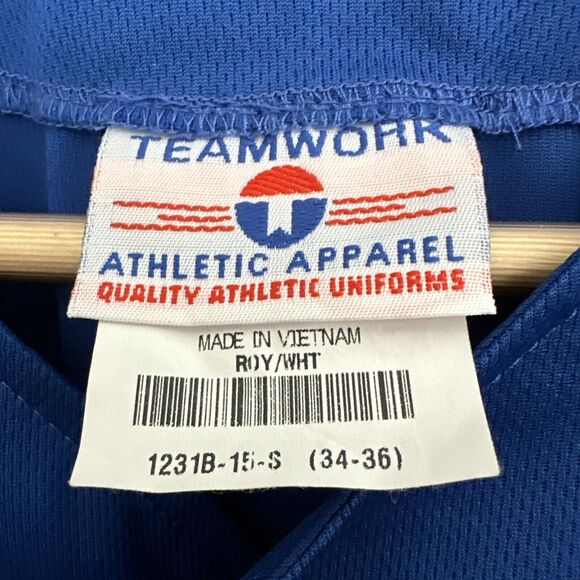 TEAMWORK
ATHLETIC APPAREL
QUALITY ATHLETIC UNIFORMS
MADE IN VIETNAM
ROY/WHT
1231B-15-S (34-36)